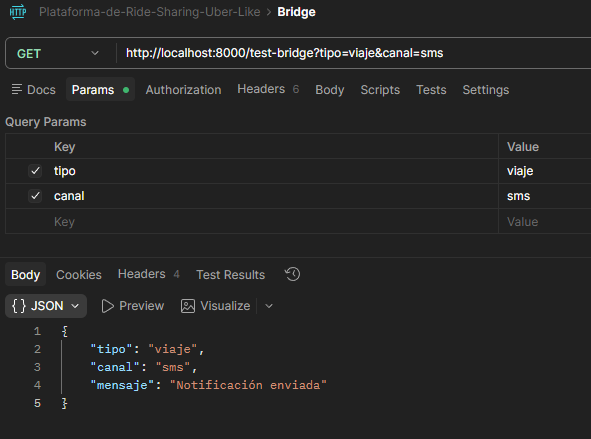 HTTP Plataforma-de-Ride-Sharing-Uber-Like > Bridge
GET http://localhost:8000/test-bridge?tipo=viaje&canal=sms
Docs Params Authorization Headers 6 Body Scripts Tests Settings
Query Params
Key Value
tipo viaje
canal sms
Key Value
Body Cookies Headers 4 Test Results
{} JSON Preview Visualize
1 {
2 "tipo": "viaje",
3 "canal": "sms",
4 "mensaje": "Notificación enviada"
5 }